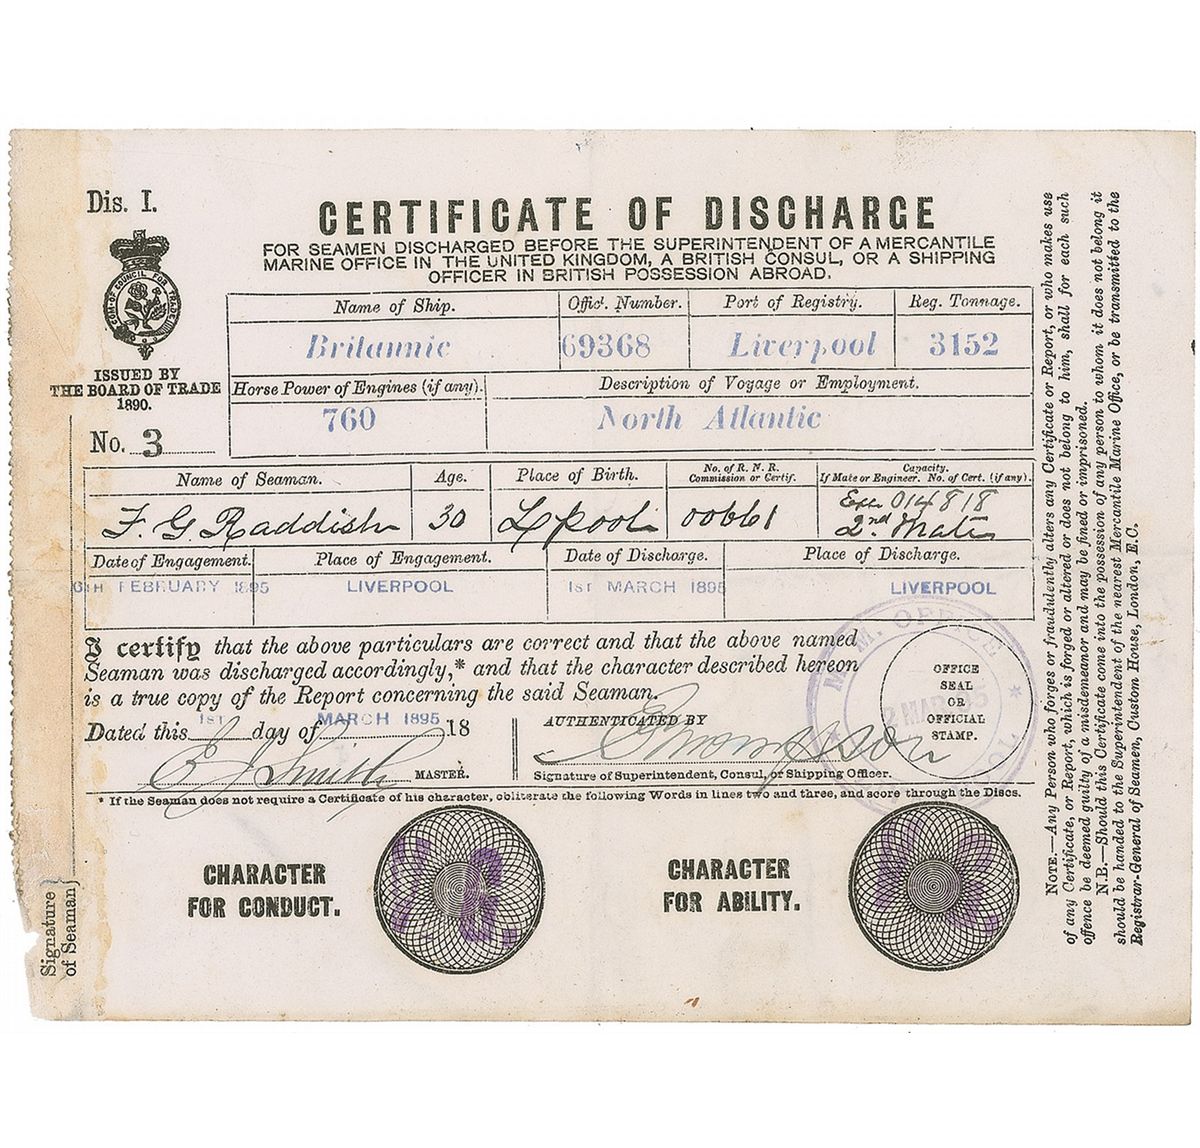 Dis. I.
CERTIFICATE OF DISCHARGE
FOR SEAMEN DISCHARGED BEFORE THE SUPERINTENDENT OF A MERCANTILE
MARINE OFFICE IN THE UNITED KINGDOM, A BRITISH CONSUL, OR A SHIPPING
OFFICER IN BRITISH POSSESSION ABROAD.
COUNCIL FOR TRADE
ISSUED BY
THE BOARD OF TRADE
1890.
No. 3
Name of Ship. Offic. Number. Port of Registry. Reg. Tonnage.
Britannic 69368 Liverpool 3152
Horse Power of Engines (if any). Description of Voyage or Employment.
760 North Atlantic
Name of Seaman. Age. Place of Birth. No. of R. N. R. Commission or Certif. Capacity. If Mate or Engineer. No. of Cert. (if any).
F. G. Raddish 30 Lpool 00661 014818
2nd Mate
Date of Engagement. Place of Engagement. Date of Discharge. Place of Discharge.
6TH FEBRUARY 1895 LIVERPOOL 1ST MARCH 1895 LIVERPOOL
I certify that the above particulars are correct and that the above named
Seaman was discharged accordingly,* and that the character described hereon
is a true copy of the Report concerning the said Seaman.
Dated this 1ST day of MARCH 1895 18
E J Smith MASTER.
AUTHENTICATED BY
Signature of Superintendent, Consul, or Shipping Officer.
M. M. OFFICE
2 MAR 95
OFFICE
SEAL
OR
OFFICIAL
STAMP.
* If the Seaman does not require a Certificate of his character, obliterate the following Words in lines two and three, and score through the Discs.
CHARACTER
FOR CONDUCT.
CHARACTER
FOR ABILITY.
Signature
of Seaman
NOTE.—Any Person who forges or fraudulently alters any Certificate or Report, or who makes use
of any Certificate, or Report, which is forged or altered or does not belong to him, shall for each such
offence be deemed guilty of a misdemeanor and may be fined or imprisoned.
N.B.—Should this Certificate come into the possession of any person to whom it does not belong it
should be handed to the Superintendent of the nearest Mercantile Marine Office, or be transmitted to the
Registrar-General of Seamen, Custom House, London, E.C.